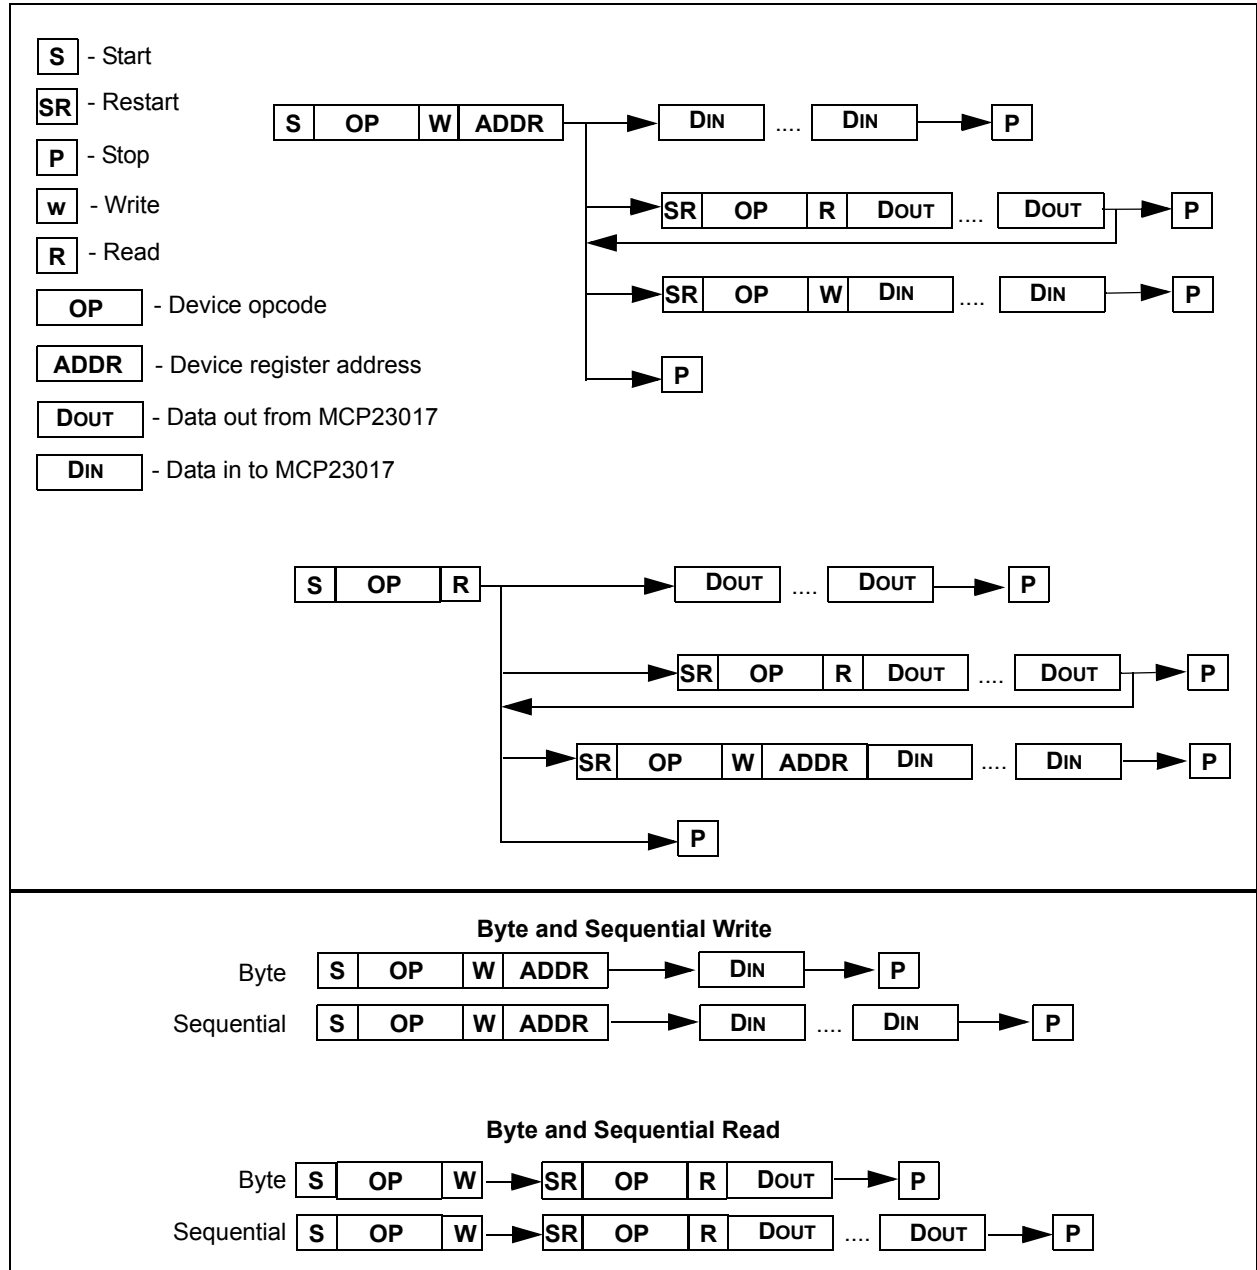 S - Start
SR - Restart
P - Stop
w - Write
R - Read
OP - Device opcode
ADDR - Device register address
DOUT - Data out from MCP23017
DIN - Data in to MCP23017
S OP W ADDR DIN .... DIN P
SR OP R DOUT .... DOUT P
SR OP W DIN .... DIN P
P
S OP R DOUT .... DOUT P
SR OP R DOUT .... DOUT P
SR OP W ADDR DIN .... DIN P
P
Byte and Sequential Write
Byte S OP W ADDR DIN P
Sequential S OP W ADDR DIN .... DIN P
Byte and Sequential Read
Byte S OP W SR OP R DOUT P
Sequential S OP W SR OP R DOUT .... DOUT P